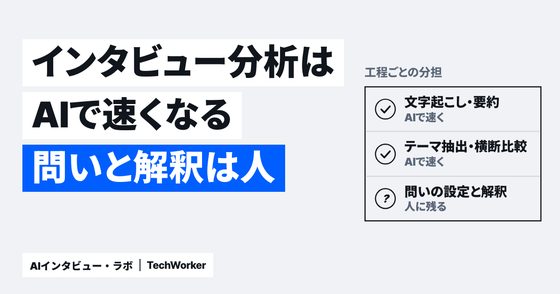 インタビュー分析は
AIで速くなる
問いと解釈は人
工程ごとの分担
文字起こし・要約
AIで速く
テーマ抽出・横断比較
AIで速く
?
問いの設定と解釈
人に残る
AIインタビュー・ラボ | TechWorker